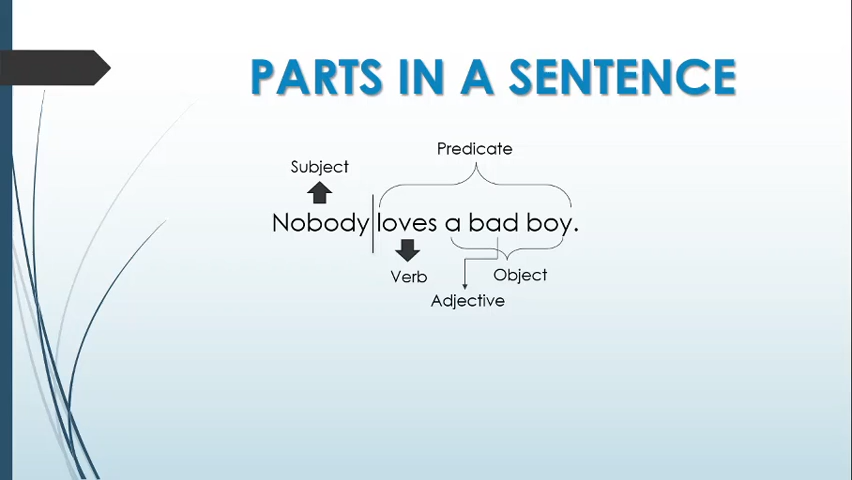 PARTS IN A SENTENCE
Predicate
Subject
Nobody loves a bad boy.
Verb
Object
Adjective